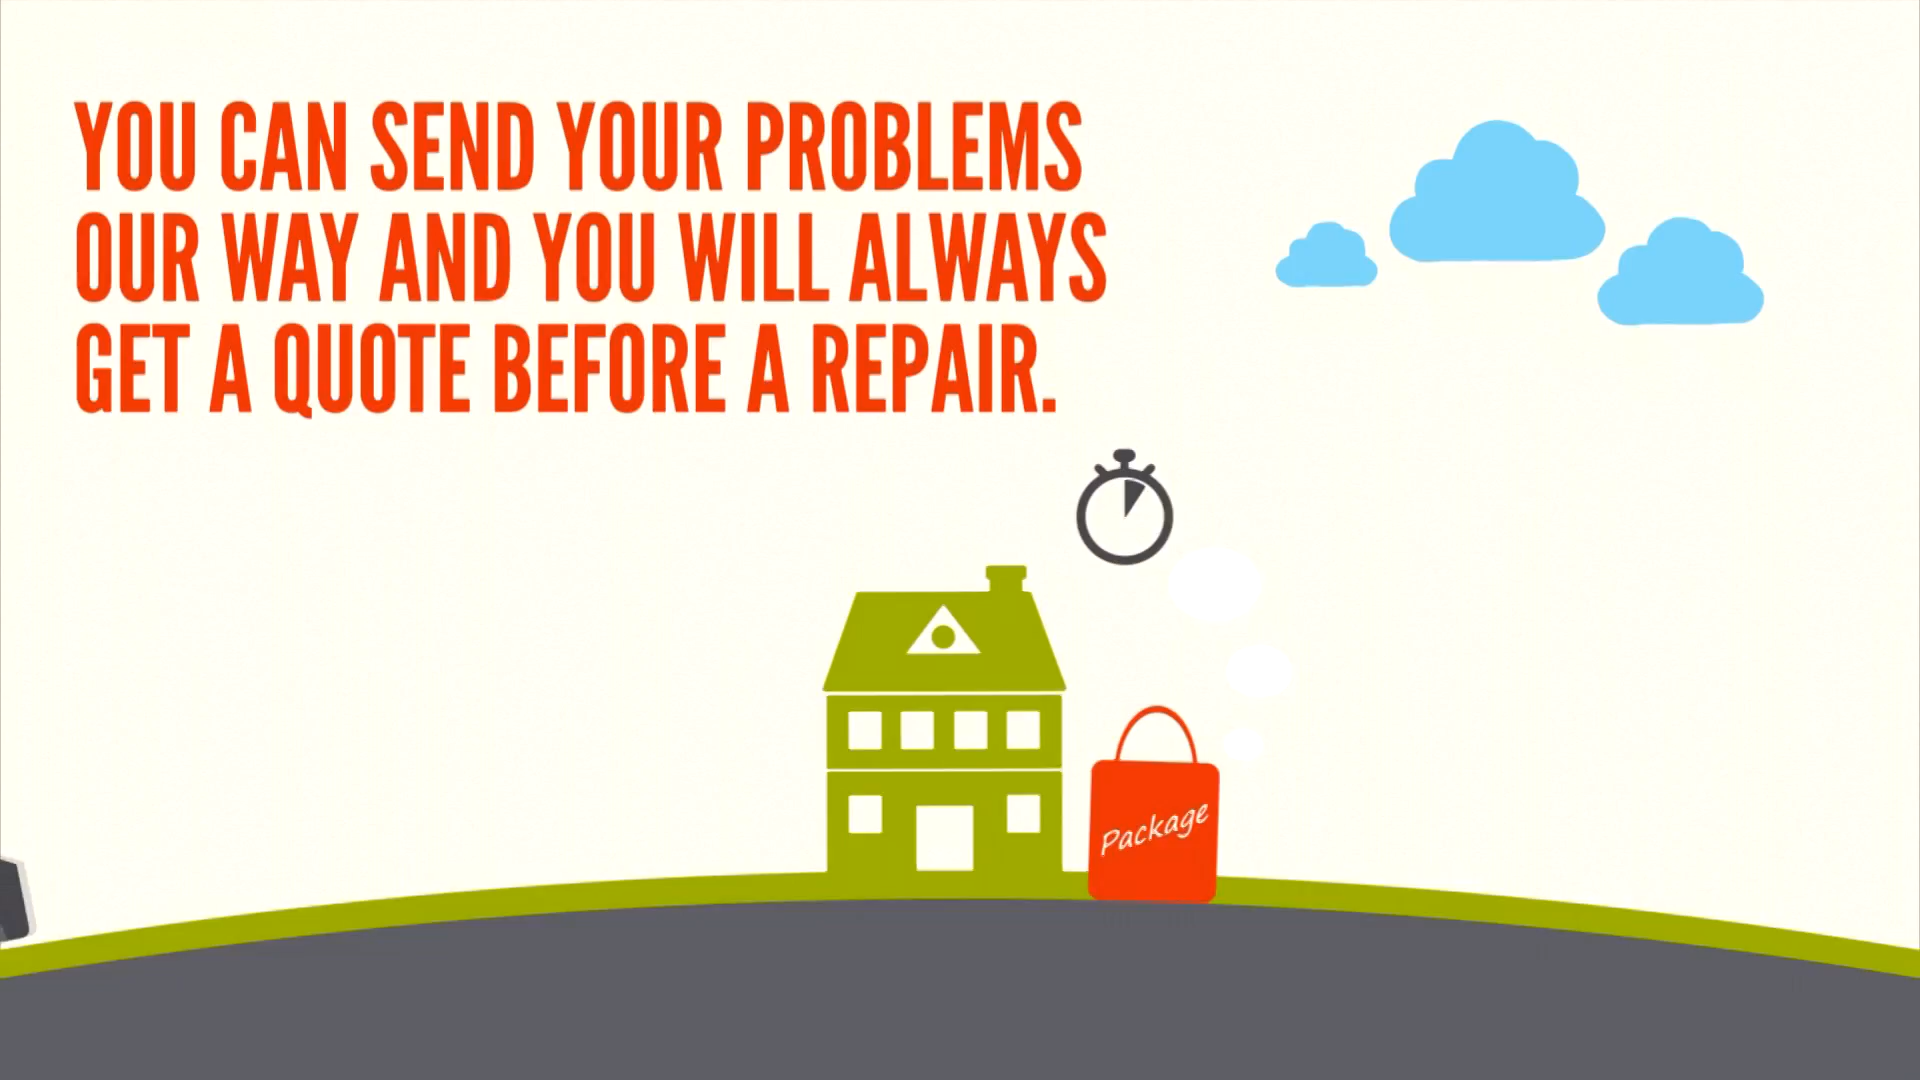 YOU CAN SEND YOUR PROBLEMS
OUR WAY AND YOU WILL ALWAYS
GET A QUOTE BEFORE A REPAIR.
Package